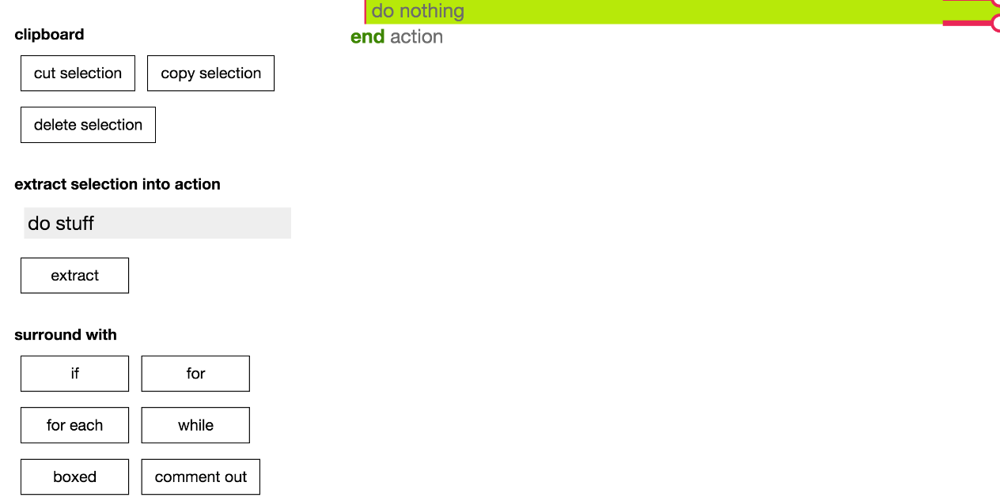 do nothing
end action
clipboard
cut selection
copy selection
delete selection
extract selection into action
do stuff
extract
surround with
if
for
for each
while
boxed
comment out